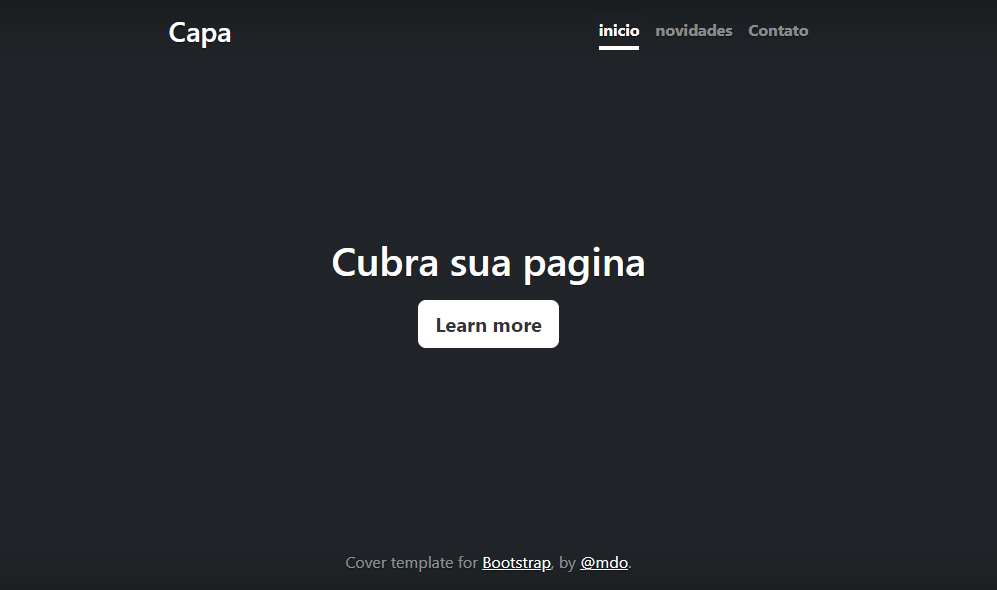 Capa
inicio novidades Contato
Cubra sua pagina
Learn more
Cover template for Bootstrap, by @mdo.